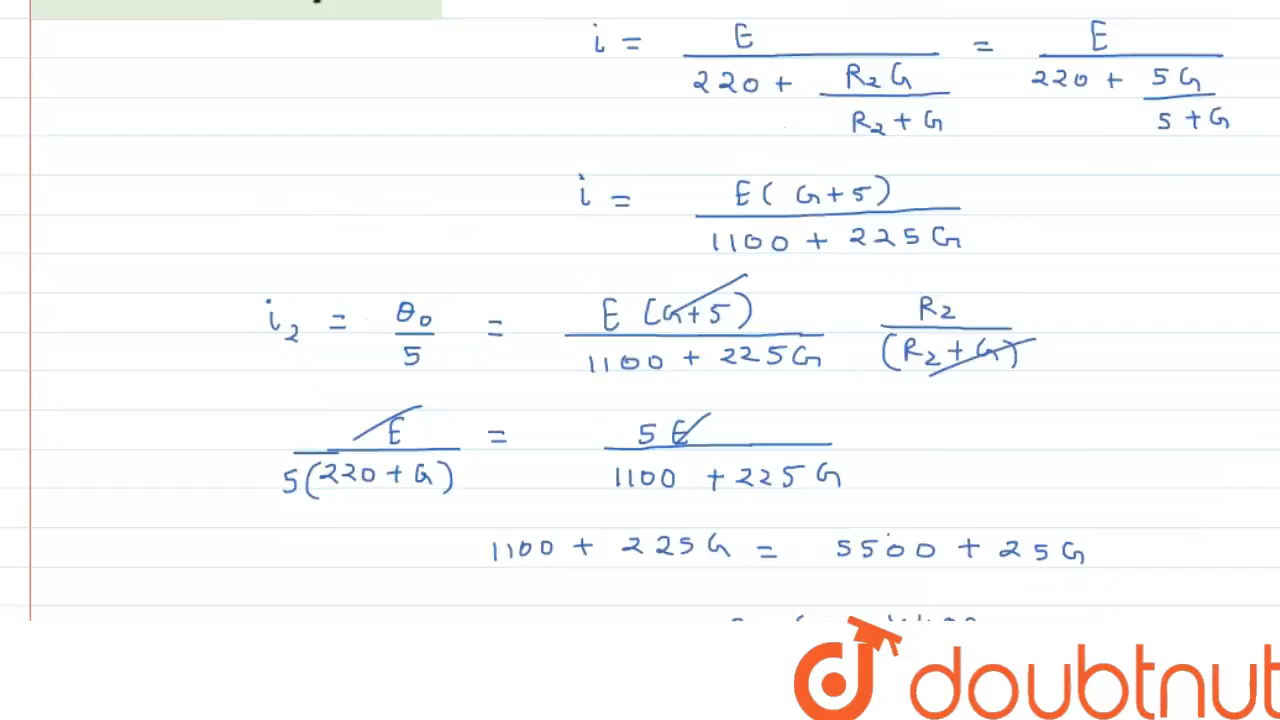 i = E / (220 + R₂G / (R₂ + G)) = E / (220 + 5G / (5 + G))
i = E(G+5) / (1100 + 225G)
i₂ = θ₀ / 5 = E(G+5) / (1100 + 225G) R₂ / (R₂ + G)
E / 5(220 + G) = 5E / (1100 + 225G)
1100 + 225G = 5500 + 25G
doubtnut